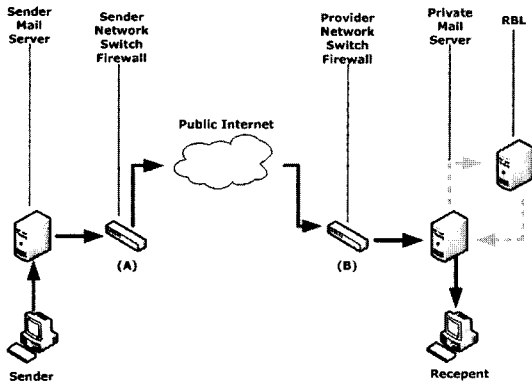 Sender
Mail
Server
Sender
Network
Switch
Firewall
Provider
Network
Switch
Firewall
Private
Mail
Server
RBL
Public Internet
(A)
(B)
Sender
Recepent